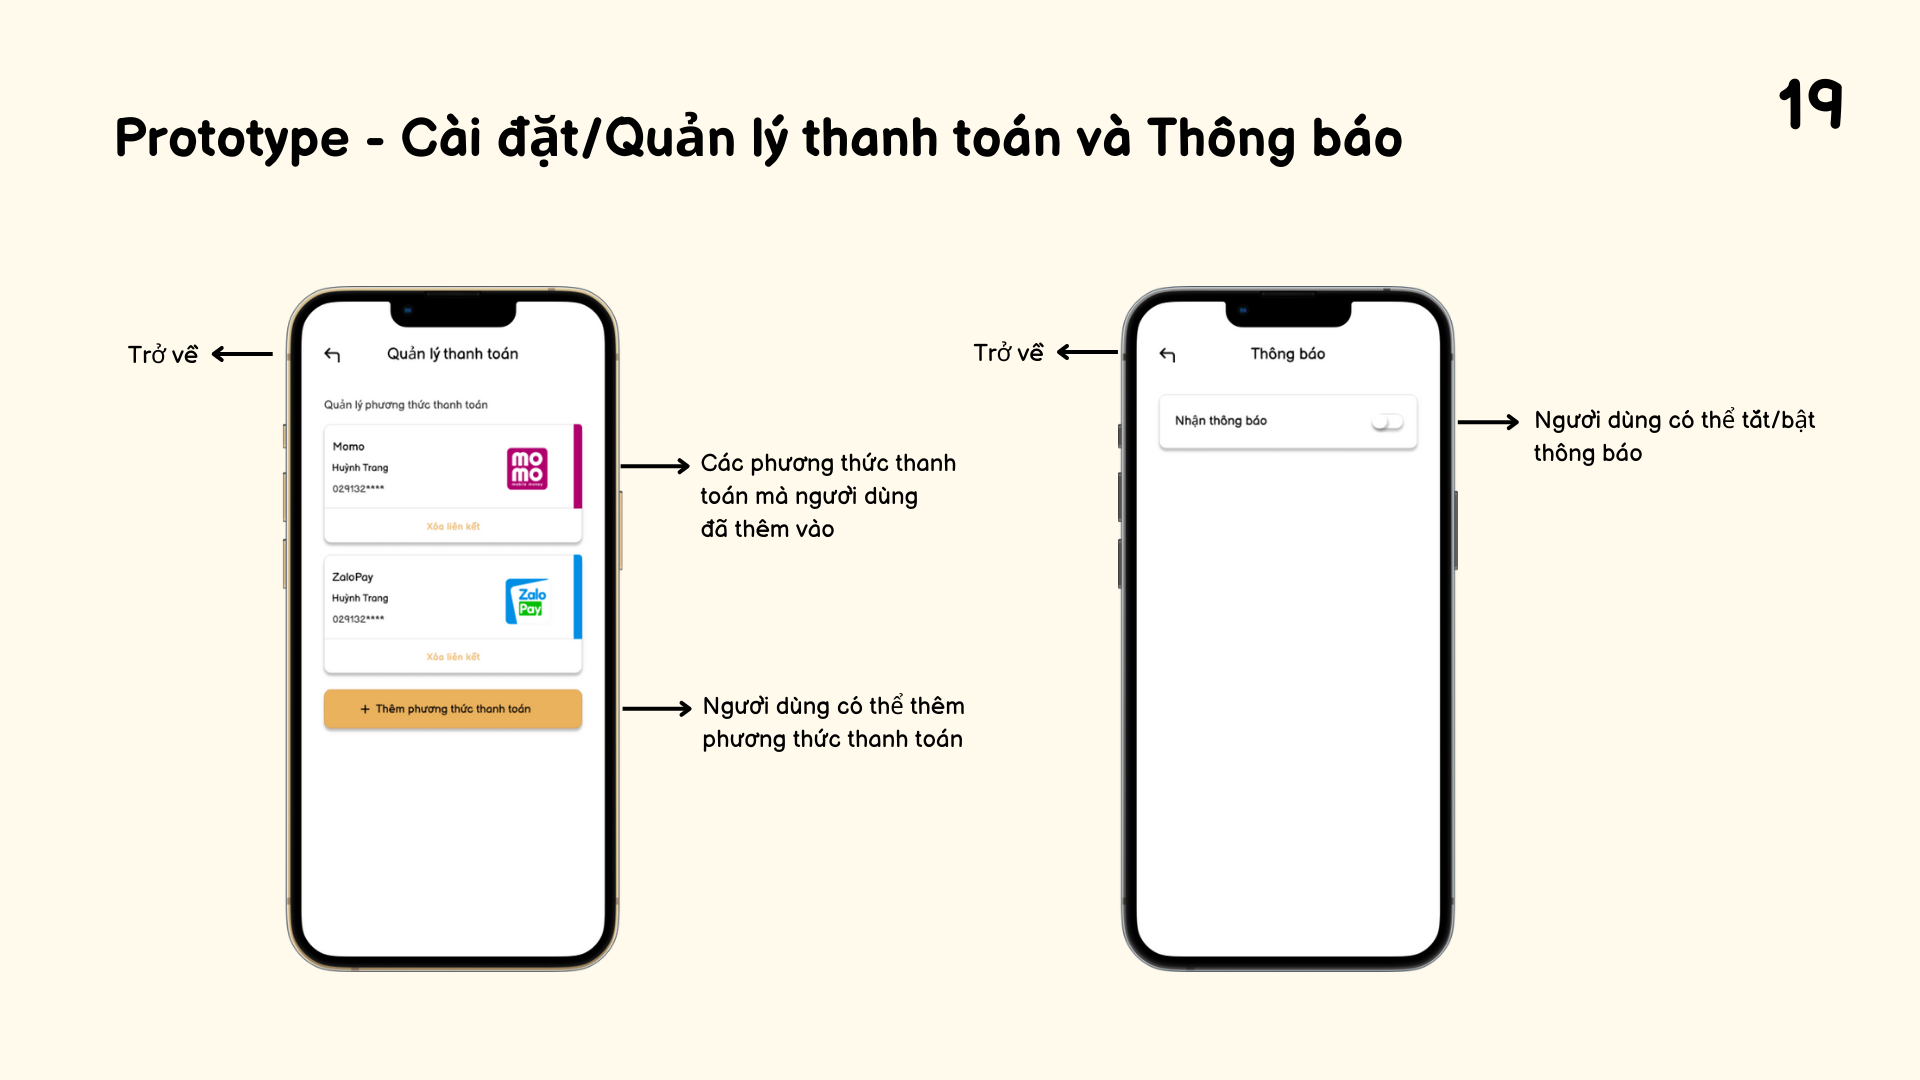 19
Prototype - Cài đặt/Quản lý thanh toán và Thông báo
Trở về
Quản lý thanh toán
Quản lý phương thức thanh toán
Momo
Huỳnh Trang
029132****
mo
mo
mobile money
Xóa liên kết
ZaloPay
Huỳnh Trang
029132****
Zalo
Pay
Xóa liên kết
+ Thêm phương thức thanh toán
Các phương thức thanh
toán mà người dùng
đã thêm vào
Người dùng có thể thêm
phương thức thanh toán
Trở về
Thông báo
Nhận thông báo
Người dùng có thể tắt/bật
thông báo